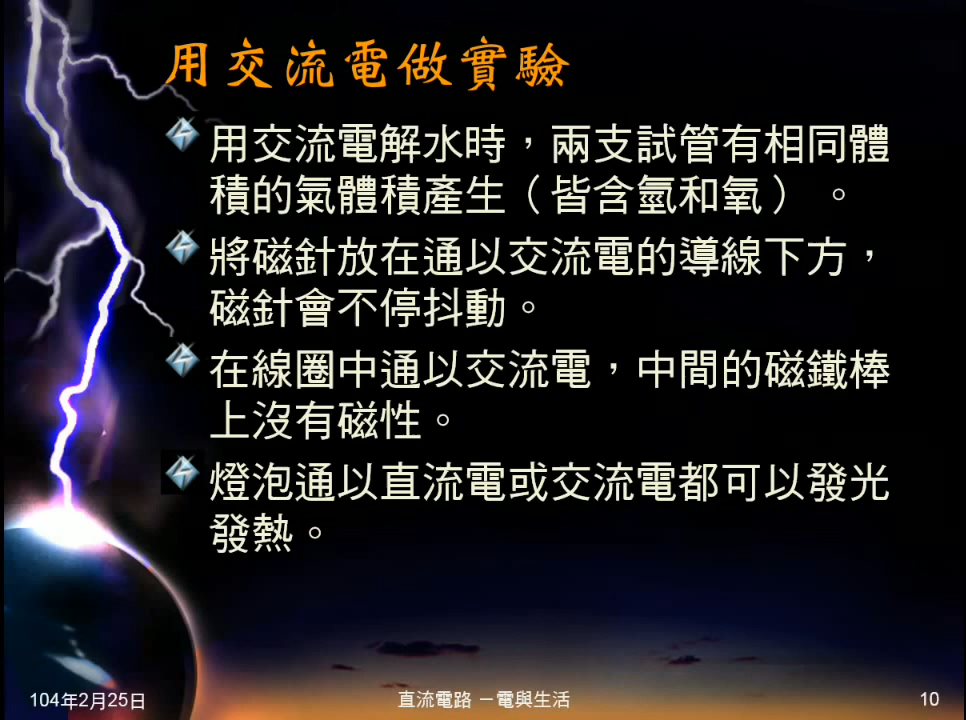 用交流電做實驗
用交流電解水時，兩支試管有相同體
積的氣體積產生（皆含氫和氧） 。
將磁針放在通以交流電的導線下方，
磁針會不停抖動。
在線圈中通以交流電，中間的磁鐵棒
上沒有磁性。
燈泡通以直流電或交流電都可以發光
發熱。
104年2月25日
直流電路 －電與生活
10